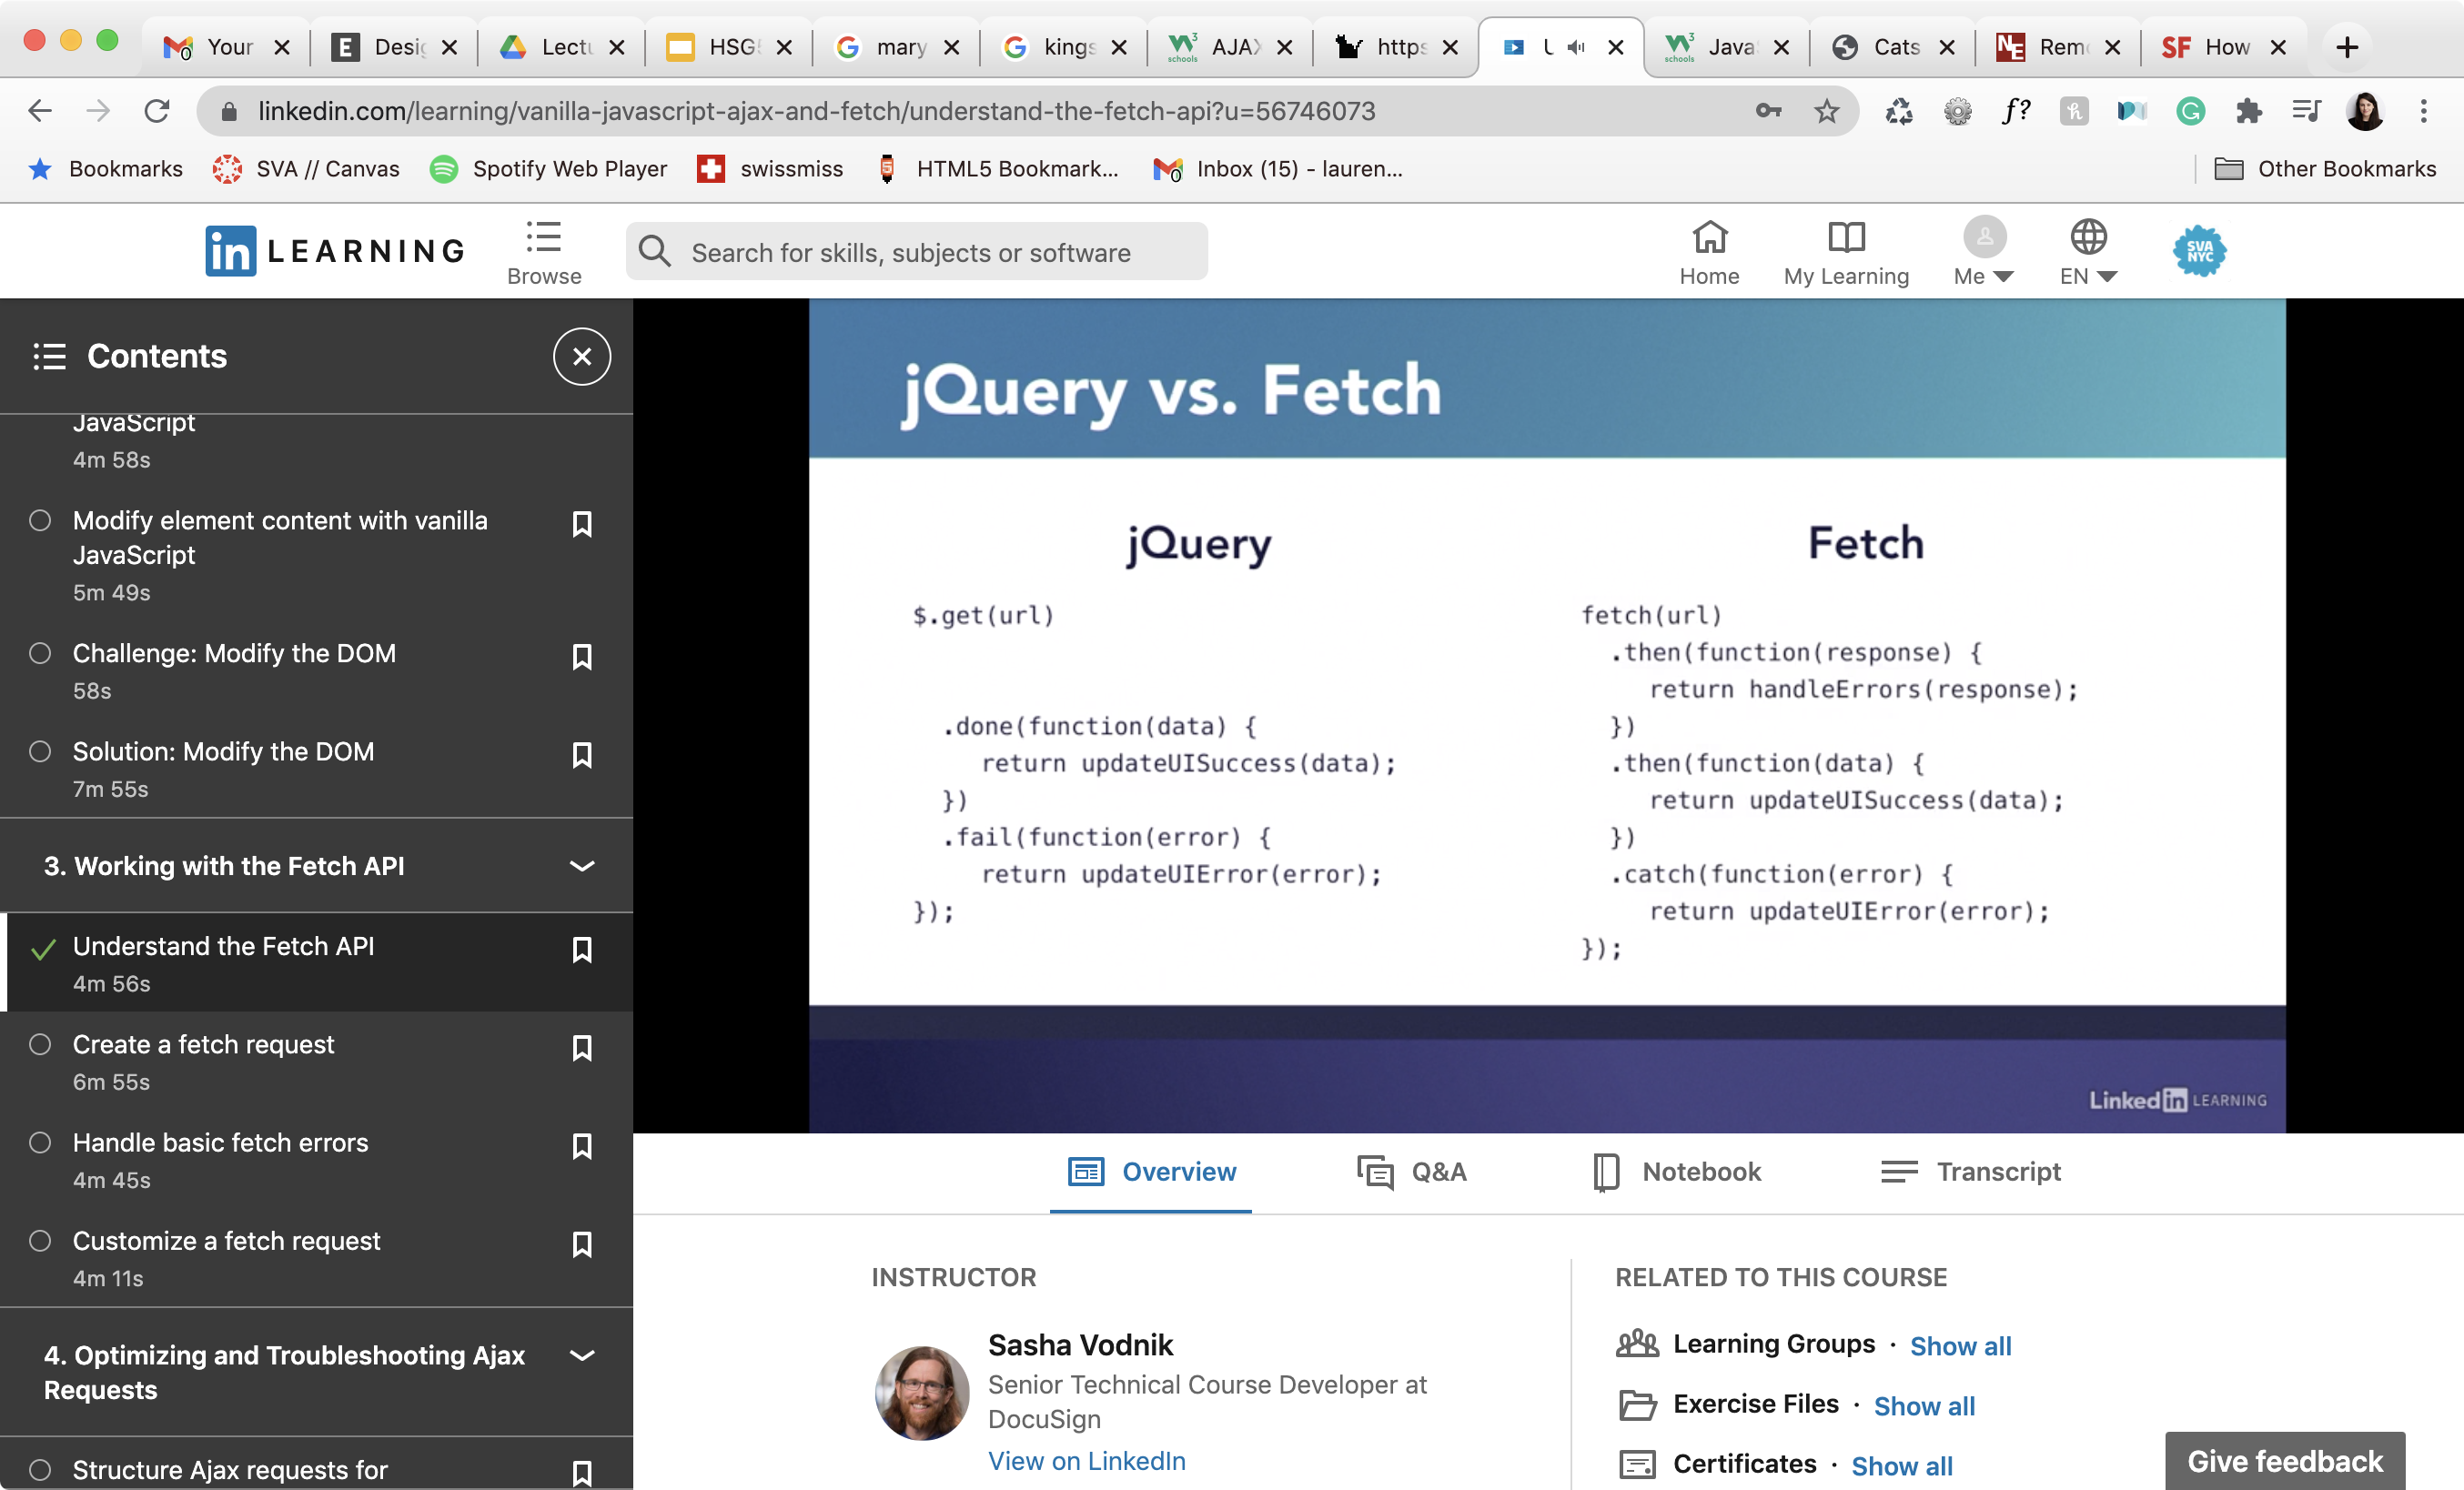 Your
Desi
Lectu
HSG
mary
kings
AJAX
https
U
Java
Cats
Rem
How
linkedin.com/learning/vanilla-javascript-ajax-and-fetch/understand-the-fetch-api?u=56746073
Bookmarks
SVA // Canvas
Spotify Web Player
swissmiss
HTML5 Bookmark...
Inbox (15) - lauren...
Other Bookmarks
in LEARNING
Browse
Search for skills, subjects or software
Home
My Learning
Me
EN
SVA
NYC
Contents
JavaScript
4m 58s
Modify element content with vanilla
JavaScript
5m 49s
Challenge: Modify the DOM
58s
Solution: Modify the DOM
7m 55s
3. Working with the Fetch API
Understand the Fetch API
4m 56s
Create a fetch request
6m 55s
Handle basic fetch errors
4m 45s
Customize a fetch request
4m 11s
4. Optimizing and Troubleshooting Ajax
Requests
Structure Ajax requests for
jQuery vs. Fetch
jQuery
$.get(url)
.done(function(data) {
return updateUISuccess(data);
})
.fail(function(error) {
return updateUIError(error);
});
Fetch
fetch(url)
.then(function(response) {
return handleErrors(response);
})
.then(function(data) {
return updateUISuccess(data);
})
.catch(function(error) {
return updateUIError(error);
});
Linked in LEARNING
Overview
Q&A
Notebook
Transcript
INSTRUCTOR
Sasha Vodnik
Senior Technical Course Developer at
DocuSign
View on LinkedIn
RELATED TO THIS COURSE
Learning Groups · Show all
Exercise Files · Show all
Certificates · Show all
Give feedback